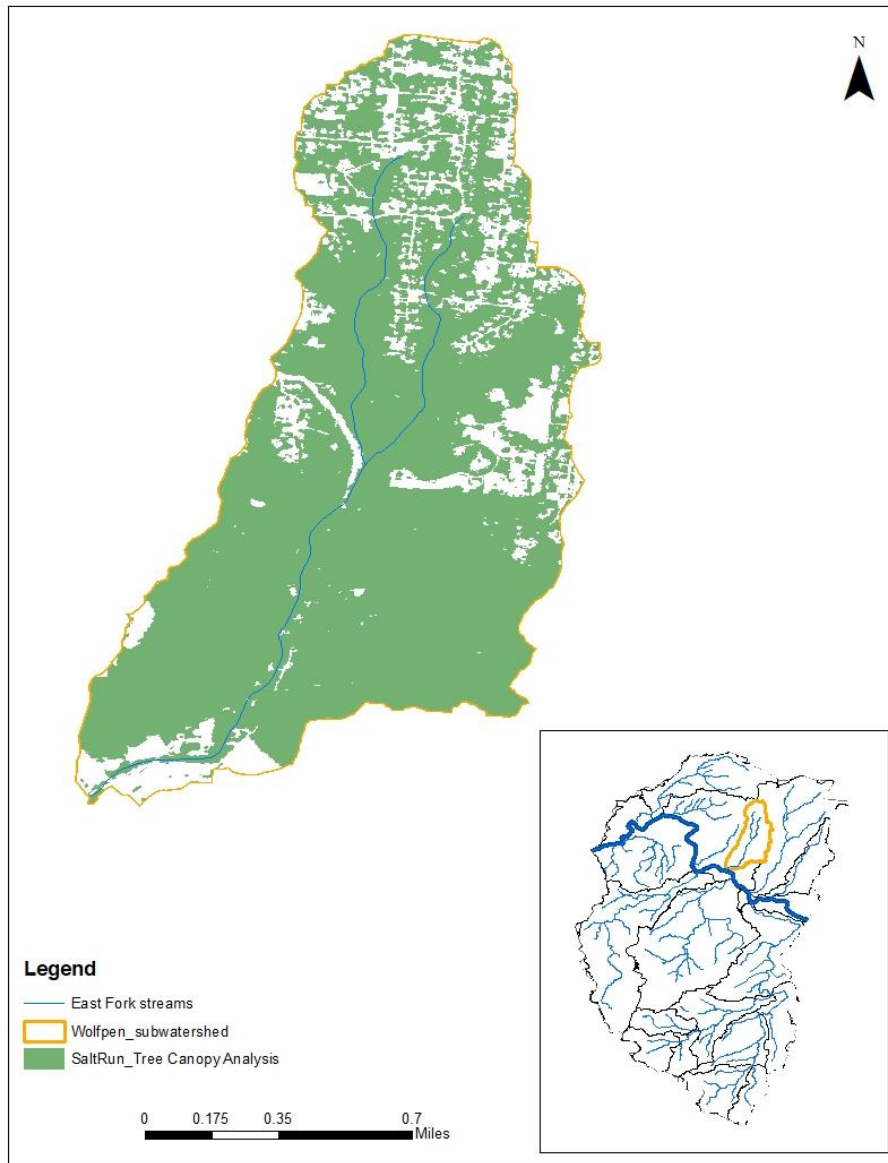 N
Legend
East Fork streams
Wolfpen_subwatershed
SaltRun_Tree Canopy Analysis
0 0.175 0.35 0.7
Miles